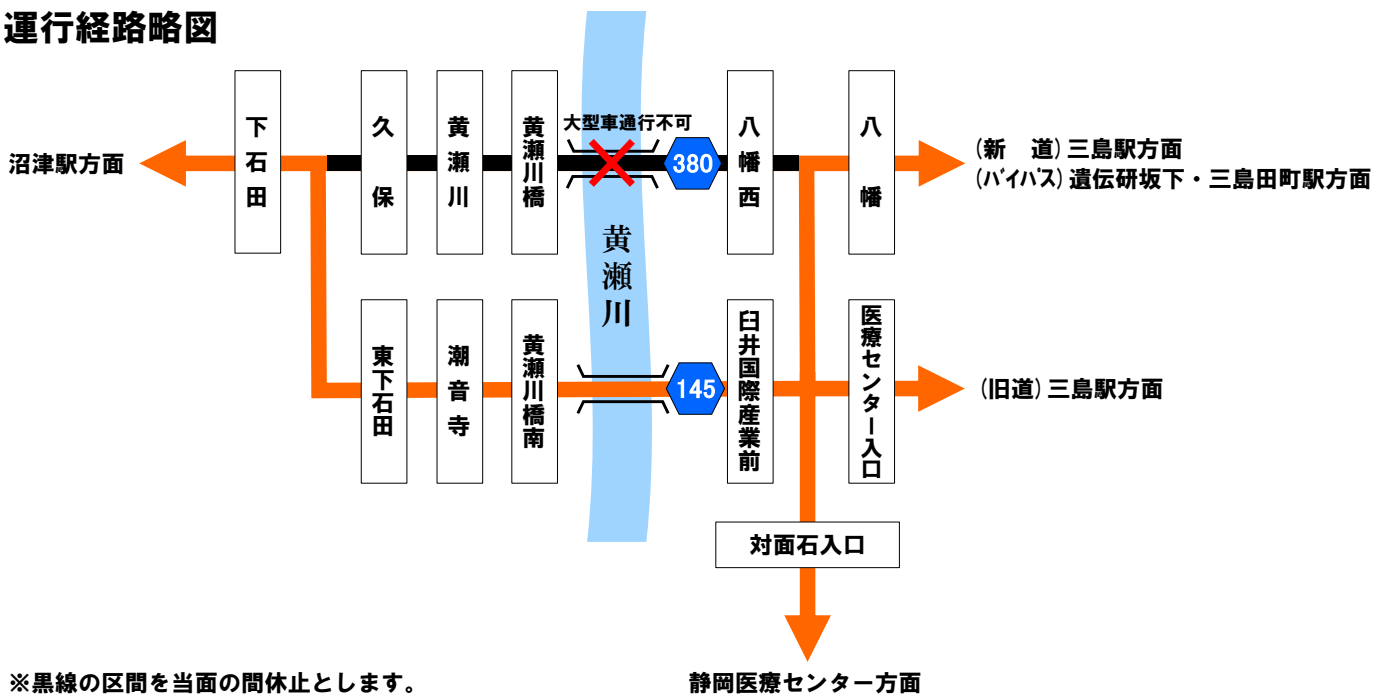 運行経路略図
沼津駅方面
下石田
久保
黄瀬川
黄瀬川橋
大型車通行不可
380
八幡西
八幡
(新 道)三島駅方面
(バイパス)遺伝研坂下・三島田町駅方面
黄瀬川
東下石田
潮音寺
黄瀬川橋南
145
臼井国際産業前
医療センター入口
(旧道)三島駅方面
対面石入口
静岡医療センター方面
※黒線の区間を当面の間休止とします。